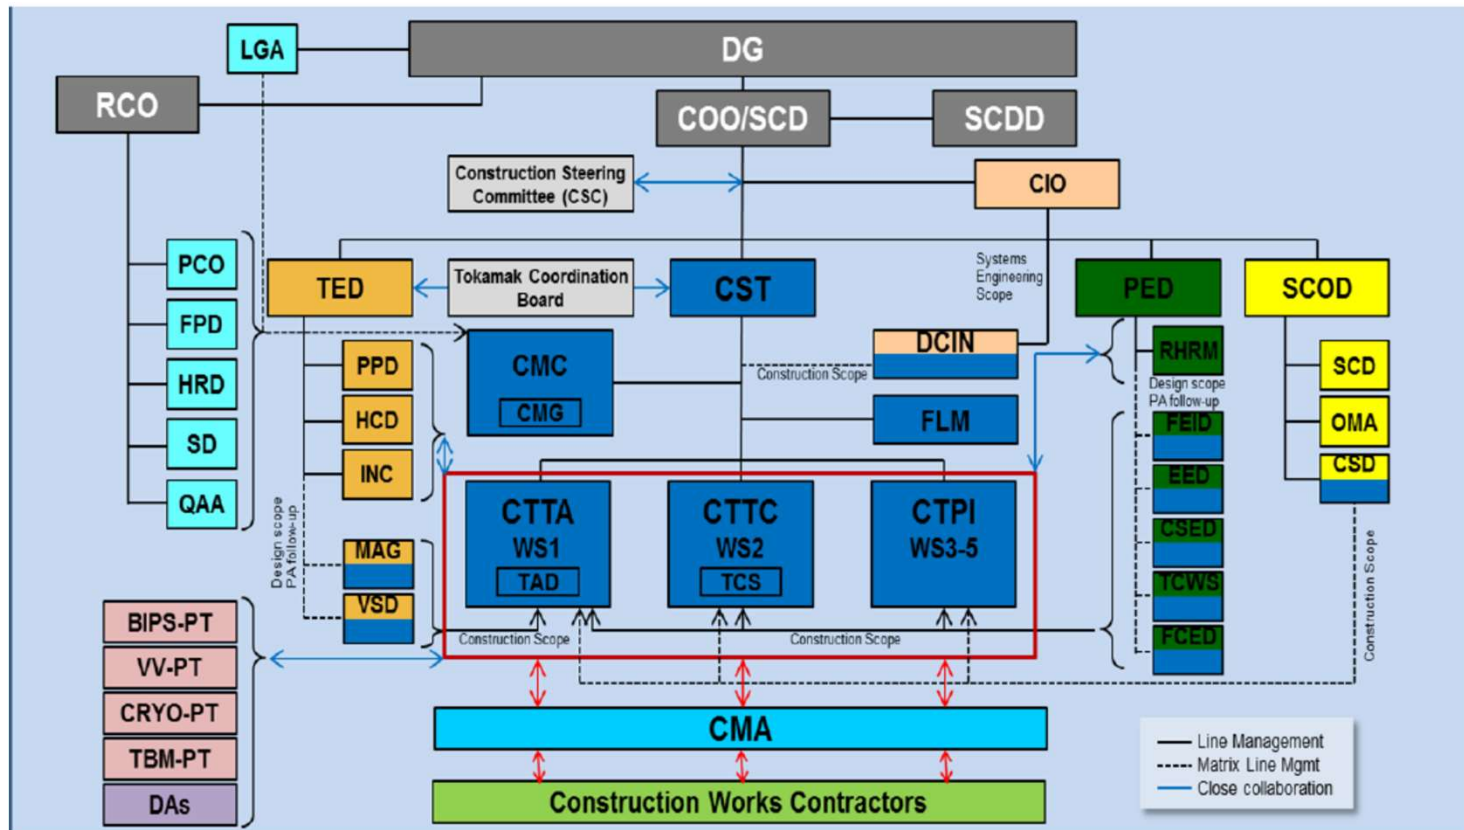 LGA
DG
RCO
COO/SCD
SCDD
Construction Steering
Committee (CSC)
CIO
PCO
FPD
HRD
SD
QAA
TED
Tokamak Coordination
Board
CST
Systems
Engineering
Scope
PED
SCOD
PPD
HCD
INC
CMC
CMG
DCIN
Construction Scope
FLM
RHRM
Design scope
PA follow-up
FEID
EED
CSED
TCWS
FCED
SCD
OMA
CSD
Construction Scope
Design scope
PA follow-up
MAG
VSD
CTTA
WS1
TAD
CTTC
WS2
TCS
CTPI
WS3-5
Construction Scope
Construction Scope
BIPS-PT
VV-PT
CRYO-PT
TBM-PT
DAs
CMA
Construction Works Contractors
Line Management
Matrix Line Mgmt
Close collaboration